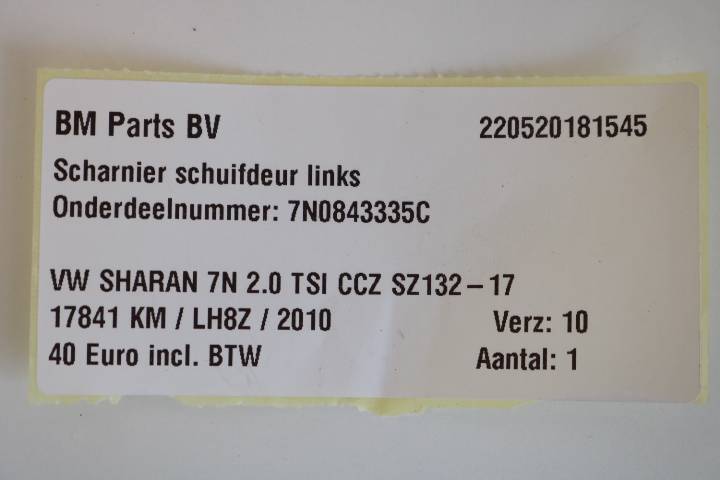 BM Parts BV 220520181545
Scharnier schuifdeur links
Onderdeelnummer: 7N0843335C
VW SHARAN 7N 2.0 TSI CCZ SZ132-17
17841 KM / LH8Z / 2010 Verz: 10
40 Euro incl. BTW Aantal: 1